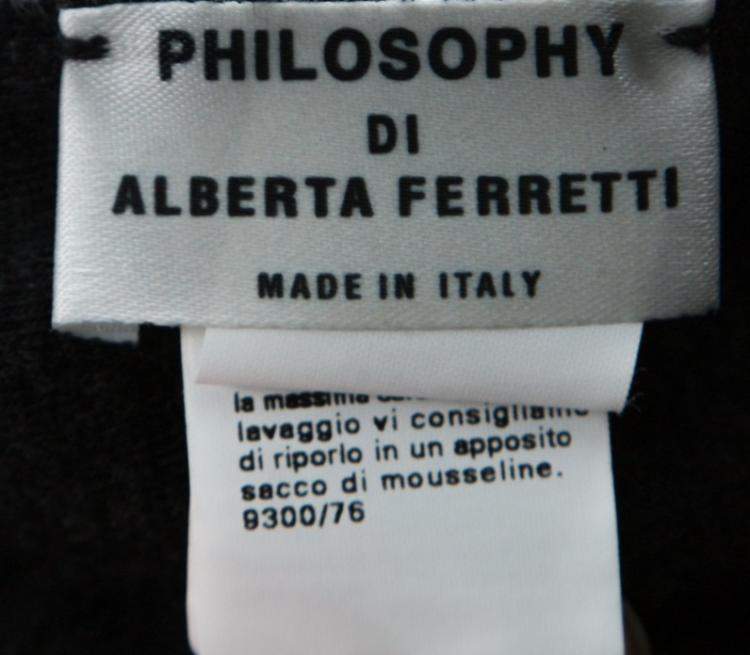 PHILOSOPHY
DI
ALBERTA FERRETTI
MADE IN ITALY
la massima
lavaggio vi consigliamo
di riporlo in un apposito
sacco di mousseline.
9300/76